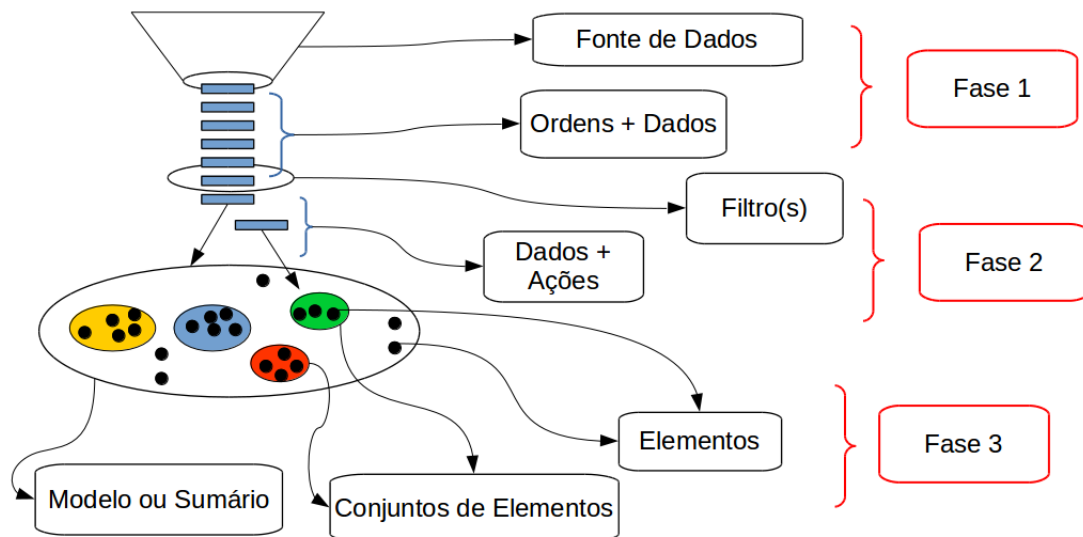 Fonte de Dados
Fase 1
Ordens + Dados
Filtro(s)
Dados +
Ações
Fase 2
Elementos
Fase 3
Modelo ou Sumário
Conjuntos de Elementos